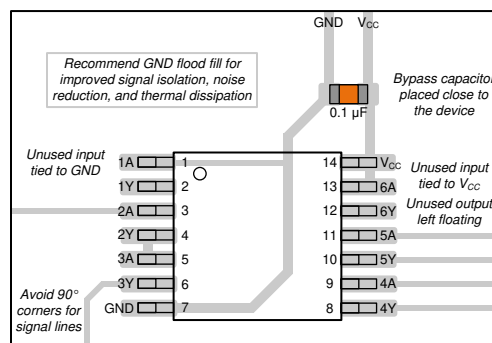 GND VCC
Recommend GND flood fill for
improved signal isolation, noise
reduction, and thermal dissipation
Bypass capacitor
placed close to
the device
0.1 µF
Unused input
tied to GND
1A 1 14 VCC
1Y 2 13 6A
2A 3 12 6Y
2Y 4 11 5A
3A 5 10 5Y
3Y 6 9 4A
GND 7 8 4Y
Unused input
tied to VCC
Unused output
left floating
Avoid 90°
corners for
signal lines